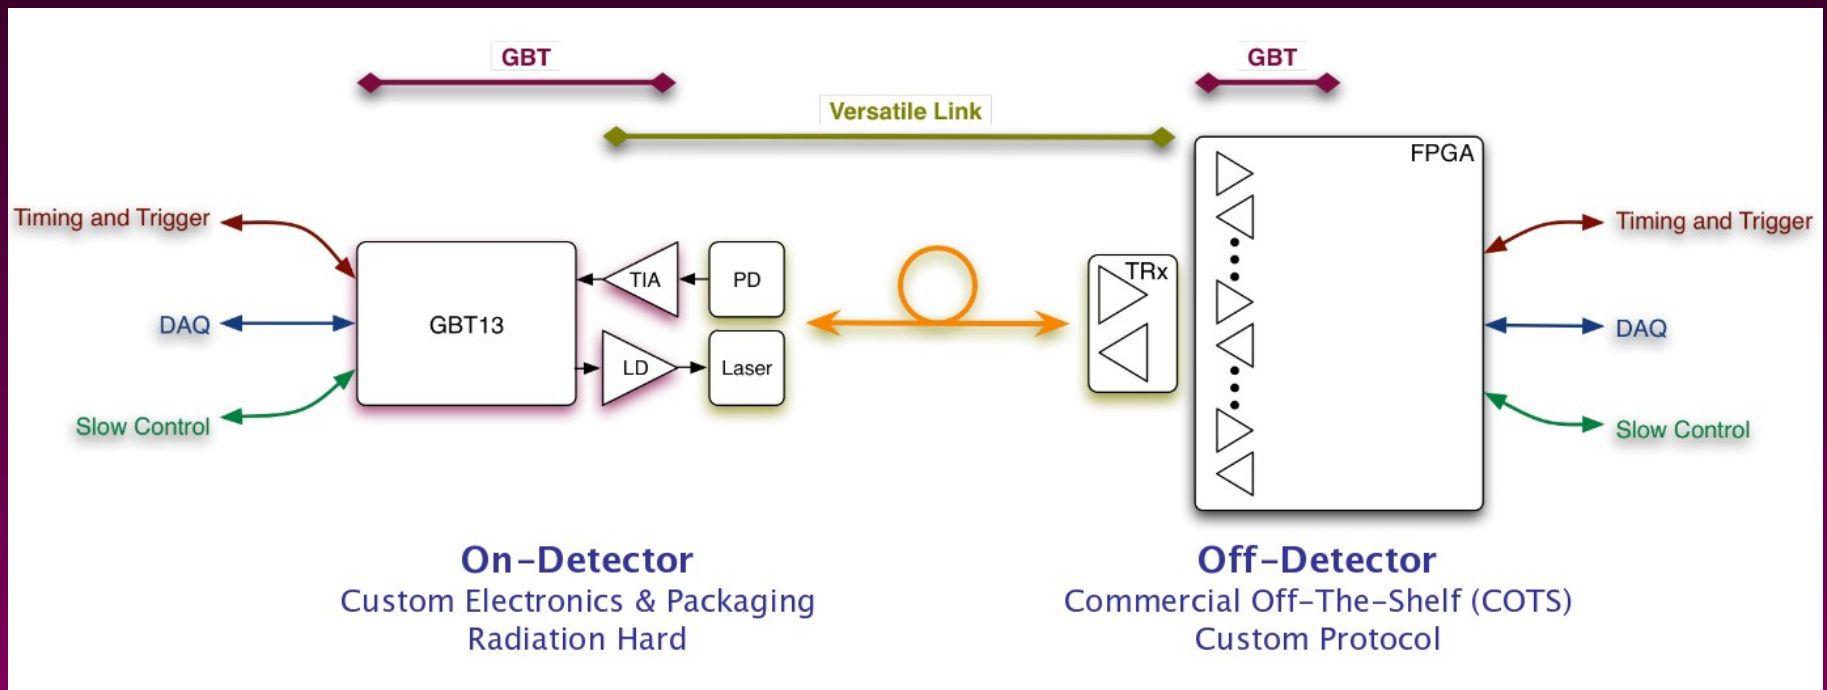 GBT
GBT
Versatile Link
FPGA
Timing and Trigger
Timing and Trigger
TIA
PD
TRx
GBT13
DAQ
DAQ
LD
Laser
Slow Control
Slow Control
On-Detector
Custom Electronics & Packaging
Radiation Hard
Off-Detector
Commercial Off-The-Shelf (COTS)
Custom Protocol